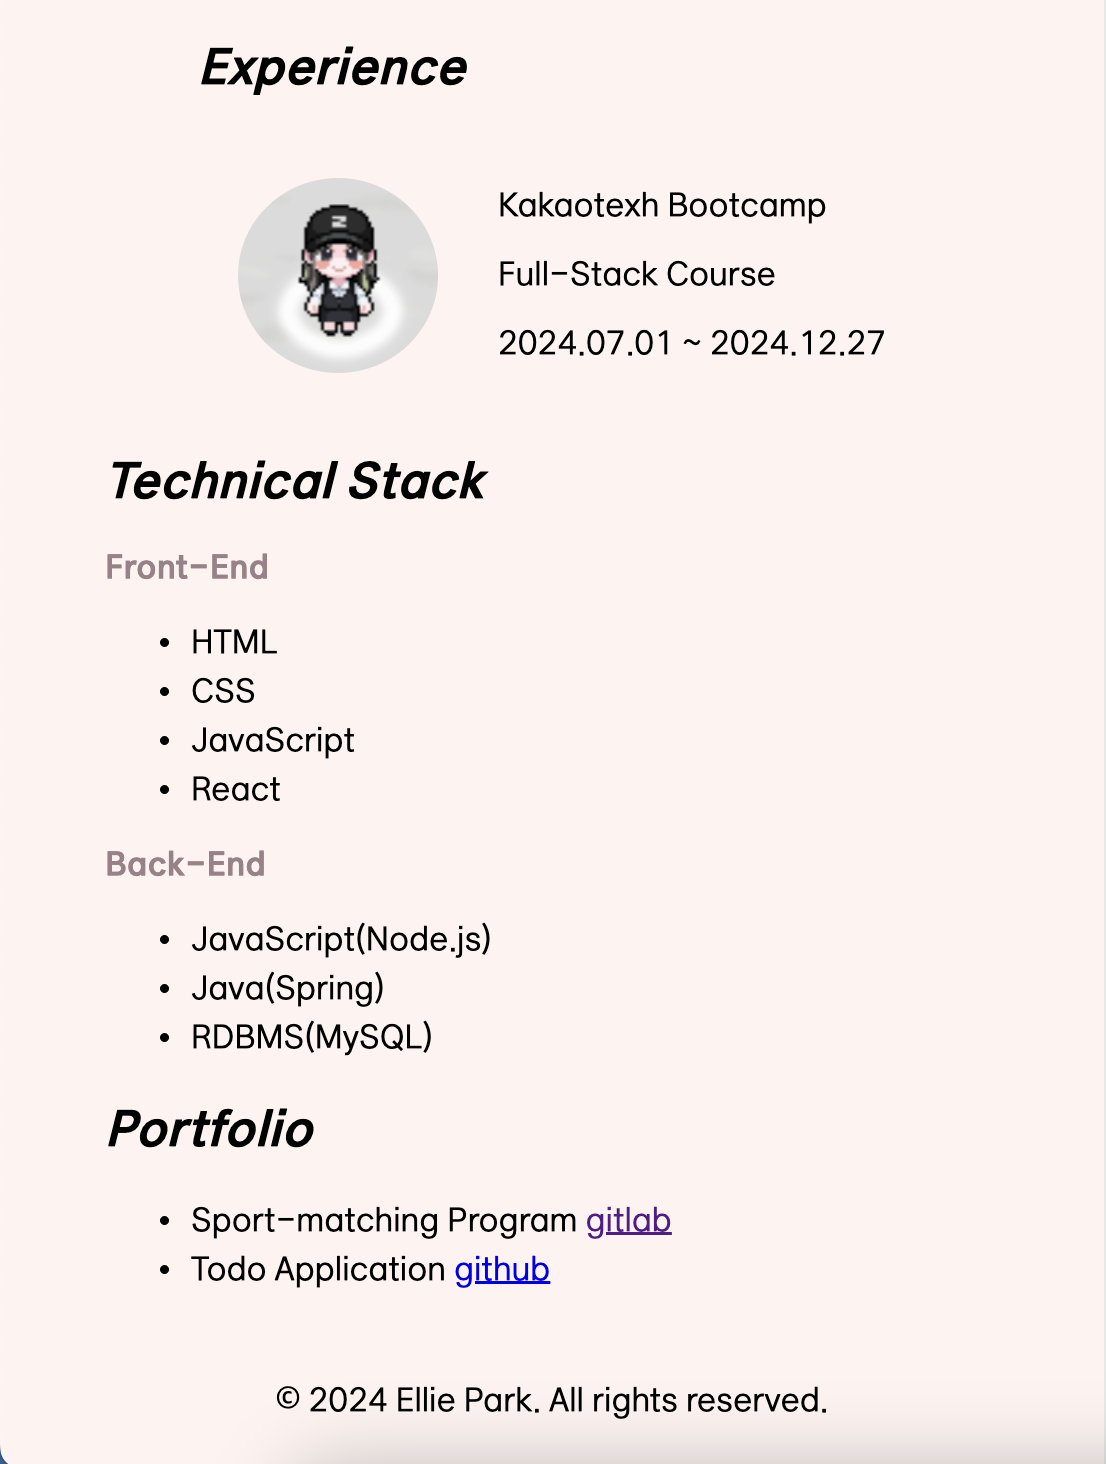 Experience
Kakaotexh Bootcamp
Full-Stack Course
2024.07.01 ~ 2024.12.27
Technical Stack
Front-End
• HTML
• CSS
• JavaScript
• React
Back-End
• JavaScript(Node.js)
• Java(Spring)
• RDBMS(MySQL)
Portfolio
• Sport-matching Program gitlab
• Todo Application github
© 2024 Ellie Park. All rights reserved.